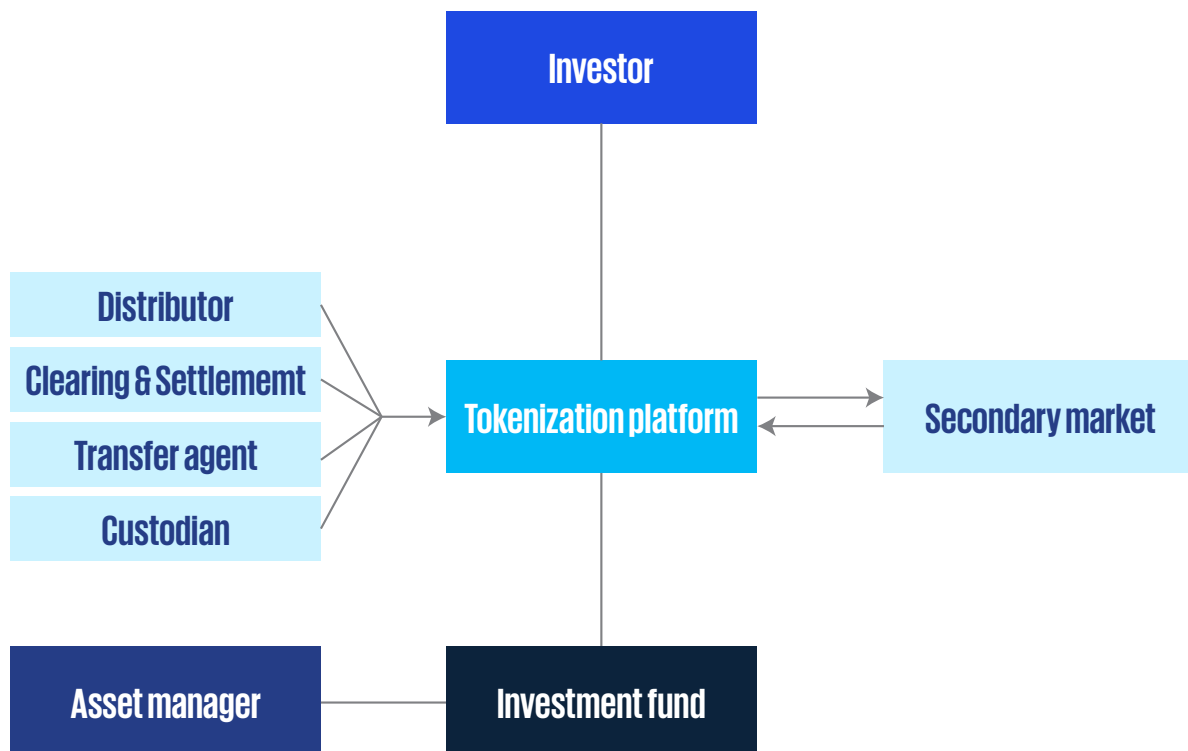 Investor
Distributor
Clearing & Settlememt
Transfer agent
Custodian
Tokenization platform
Secondary market
Asset manager
Investment fund